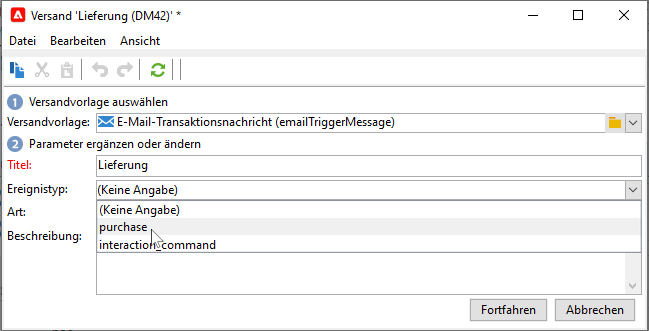 Versand 'Lieferung (DM42)' *
Datei Bearbeiten Ansicht
1 Versandvorlage auswählen
Versandvorlage: E-Mail-Transaktionsnachricht (emailTriggerMessage)
2 Parameter ergänzen oder ändern
Titel: Lieferung
Ereignistyp: (Keine Angabe)
Art: (Keine Angabe)
purchase
Beschreibung: interaction_command
Fortfahren Abbrechen